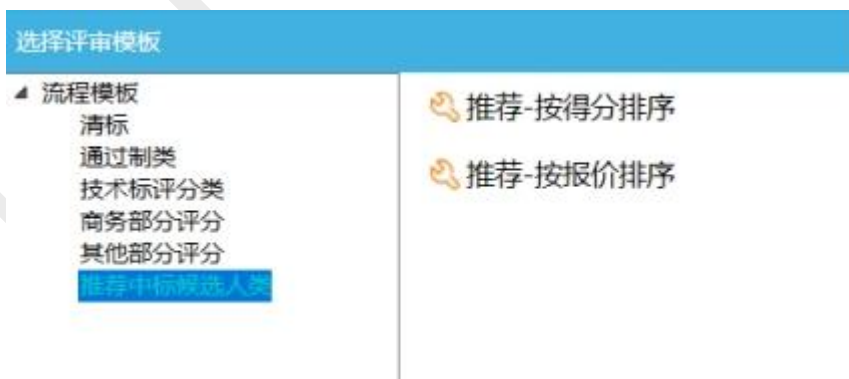 选择评审模板
流程模板
清标
通过制类
技术标评分类
商务部分评分
其他部分评分
推荐中标候选人类
推荐-按得分排序
推荐-按报价排序